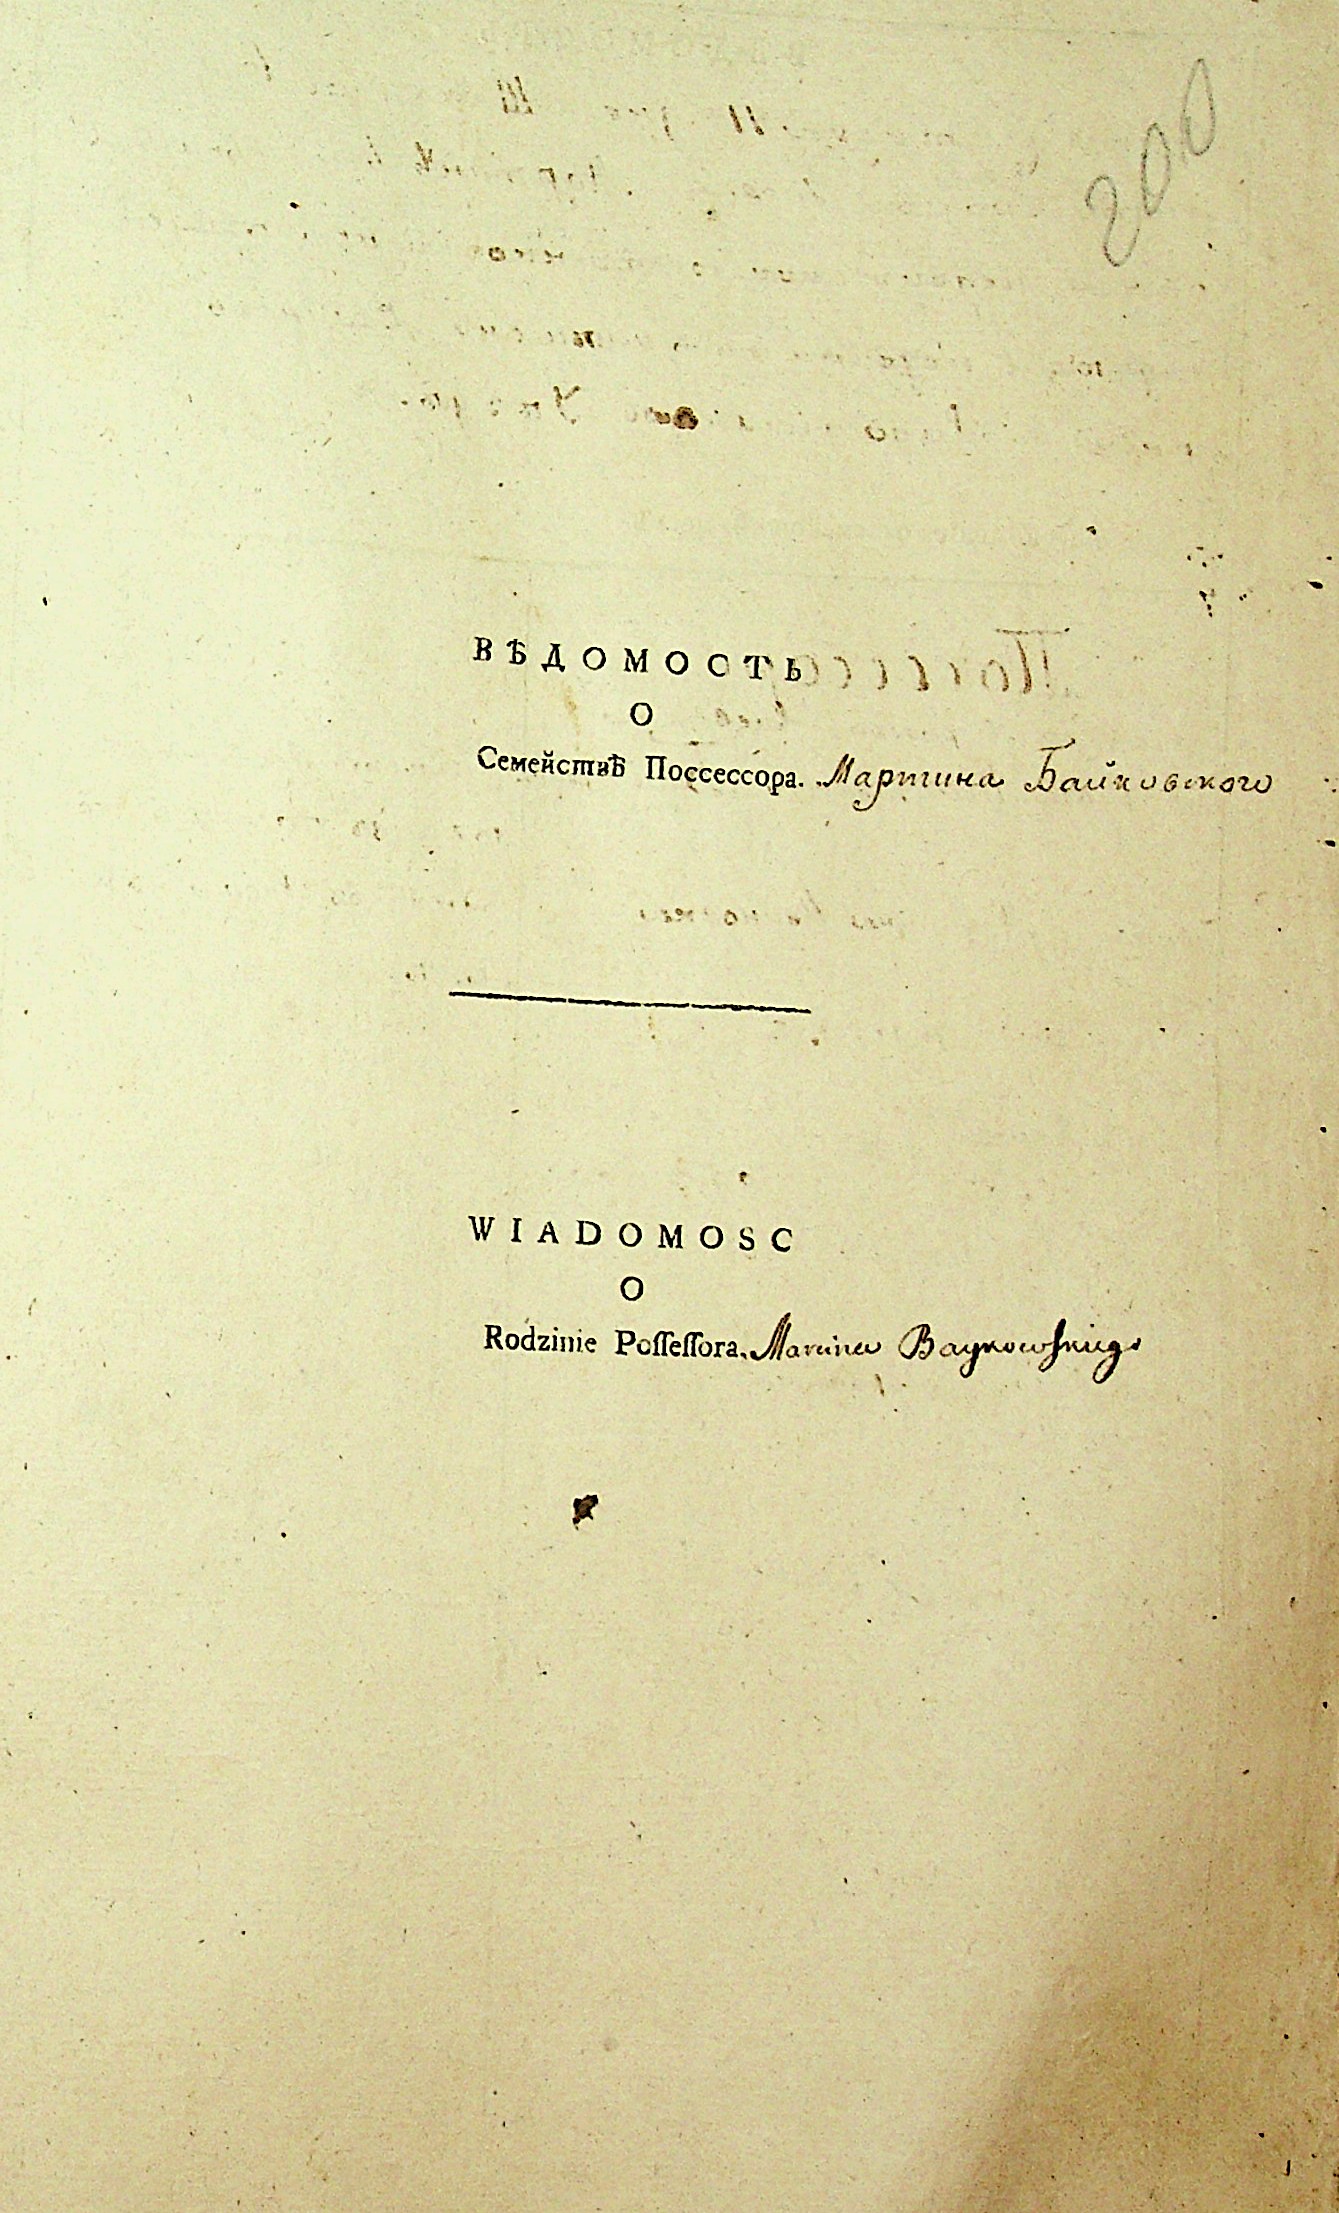 200
ВѢДОМОСТЬ
О
Семействѣ Поссессора. Мартина Байковского
WIADOMOSC
O
Rodzinie Poſſeſſora. Marcina Baykowſkiego